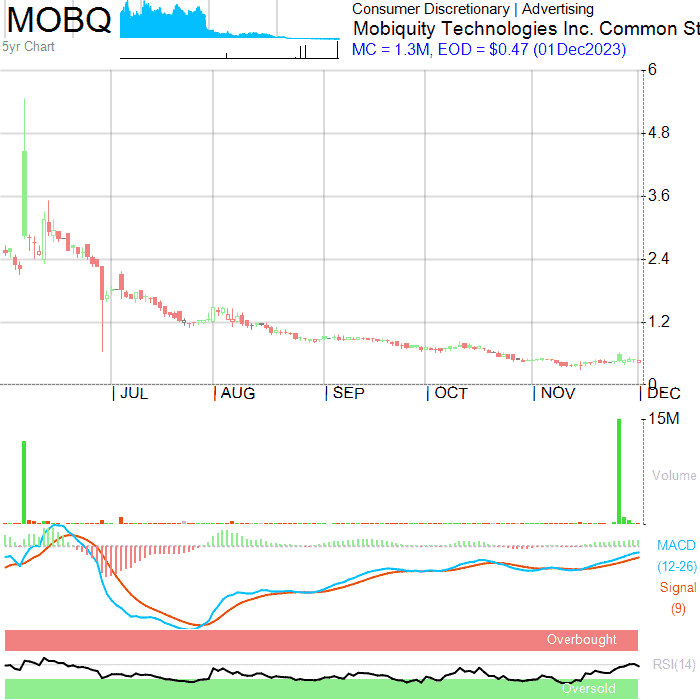 MOBQ
5yr Chart
Consumer Discretionary | Advertising
Mobiquity Technologies Inc. Common St
MC = 1.3M, EOD = $0.47 (01Dec2023)
6
4.8
3.6
2.4
1.2
0
JUL
AUG
SEP
OCT
NOV
DEC
15M
Volume
MACD
(12-26)
Signal
(9)
Overbought
RSI(14)
Oversold